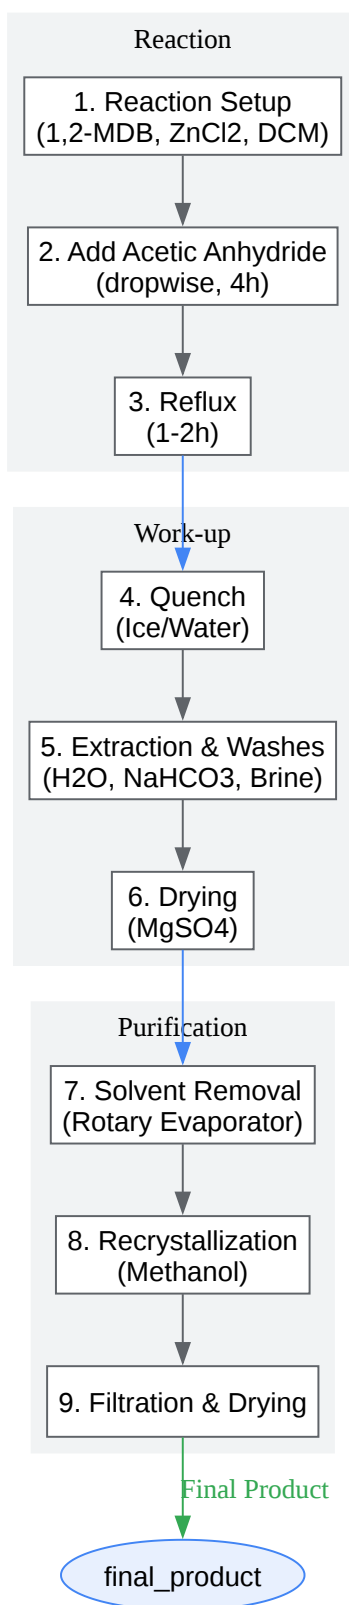 Reaction
1. Reaction Setup
(1,2-MDB, ZnCl2, DCM)
2. Add Acetic Anhydride
(dropwise, 4h)
3. Reflux
(1-2h)
Work-up
4. Quench
(Ice/Water)
5. Extraction & Washes
(H2O, NaHCO3, Brine)
6. Drying
(MgSO4)
Purification
7. Solvent Removal
(Rotary Evaporator)
8. Recrystallization
(Methanol)
9. Filtration & Drying
Final Product
final_product